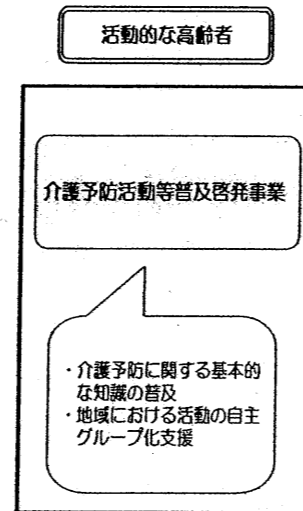 活動的な高齢者
介護予防活動等普及啓発事業
・介護予防に関する基本的
な知識の普及
・地域における活動の自主
グループ化支援